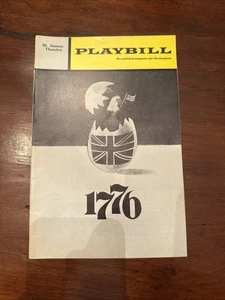 St. James
Theatre
PLAYBILL
the national magazine for theatregoers
1776